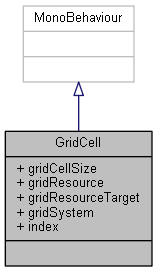 MonoBehaviour
GridCell
+ gridCellSize
+ gridResource
+ gridResourceTarget
+ gridSystem
+ index